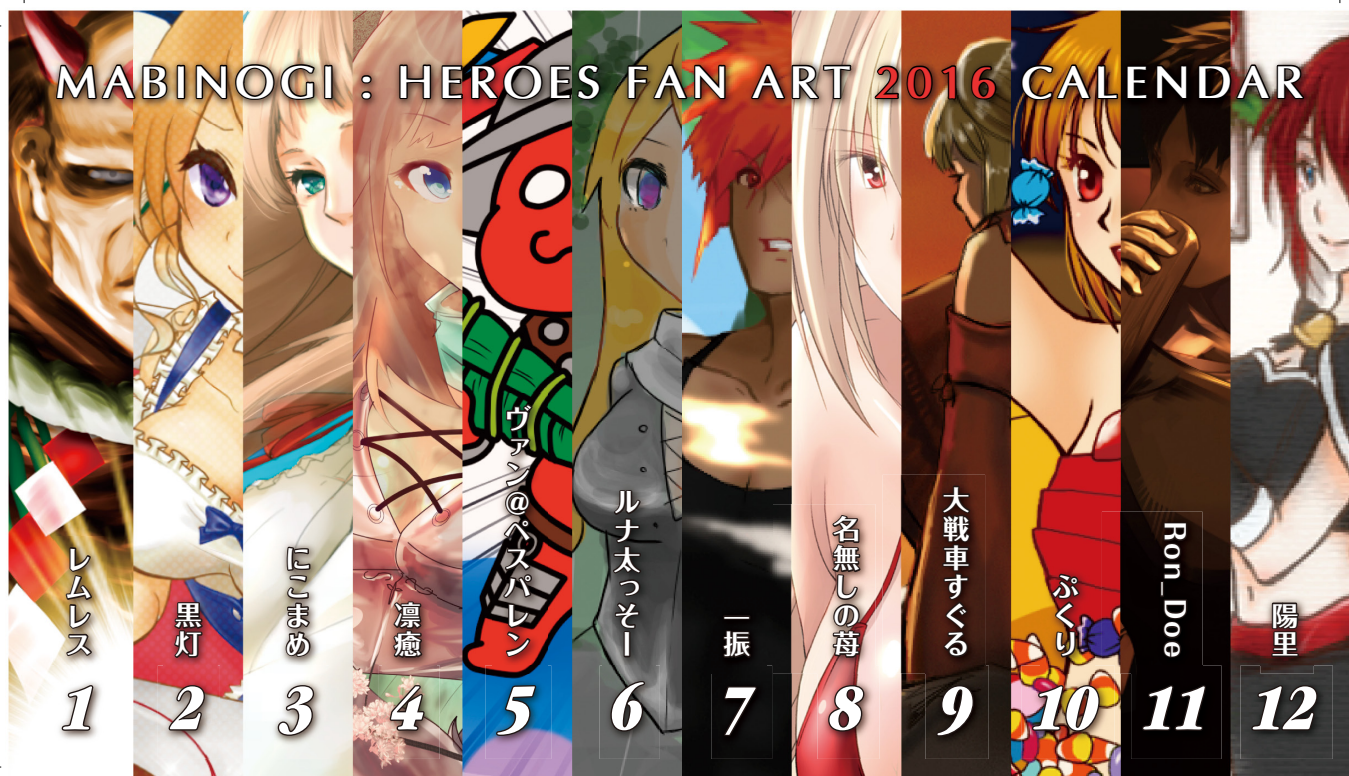 MABINOGI : HEROES FAN ART 2016 CALENDAR
レムレス
1
黒灯
2
にこまめ
3
凛癒
4
ヴァン@ペスパレン
5
ルナ太っそー
6
一振
7
名無しの苺
8
大戦車すぐる
9
ぷくり
10
Ron_Doe
11
陽里
12